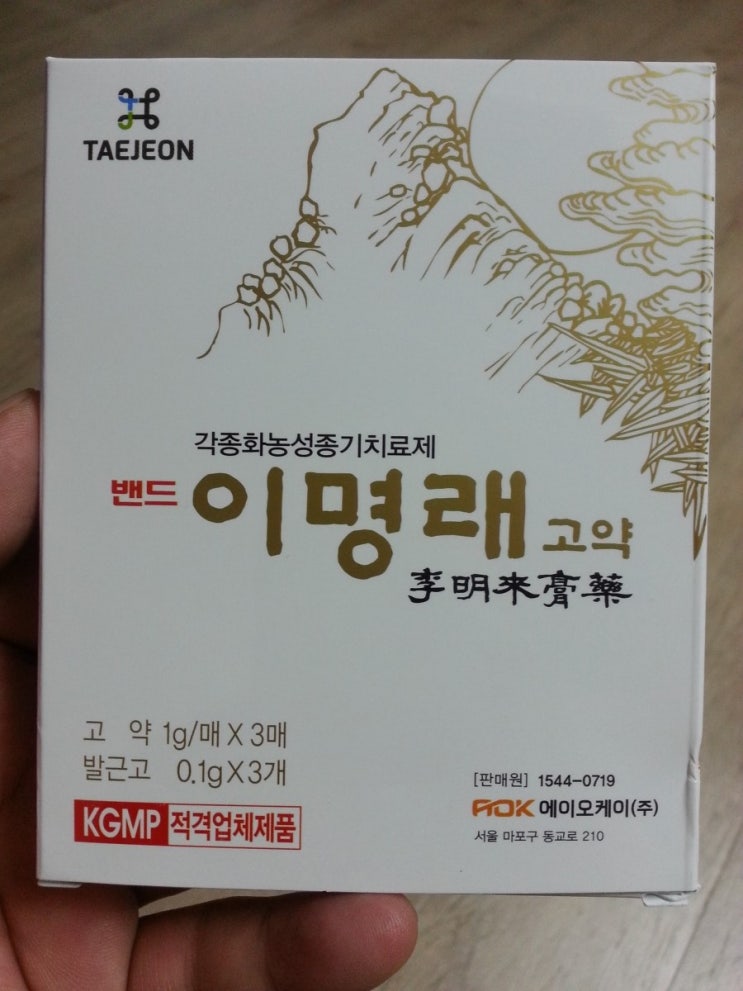 TAEJEON
각종화농성종기치료제
밴드 이명래 고약
李明来膏藥
고 약 1g/매 X 3매
발근고 0.1gX3개
KGMP 적격업체제품
[판매원] 1544-0719
AOK 에이오케이(주)
서울 마포구 동교로 210